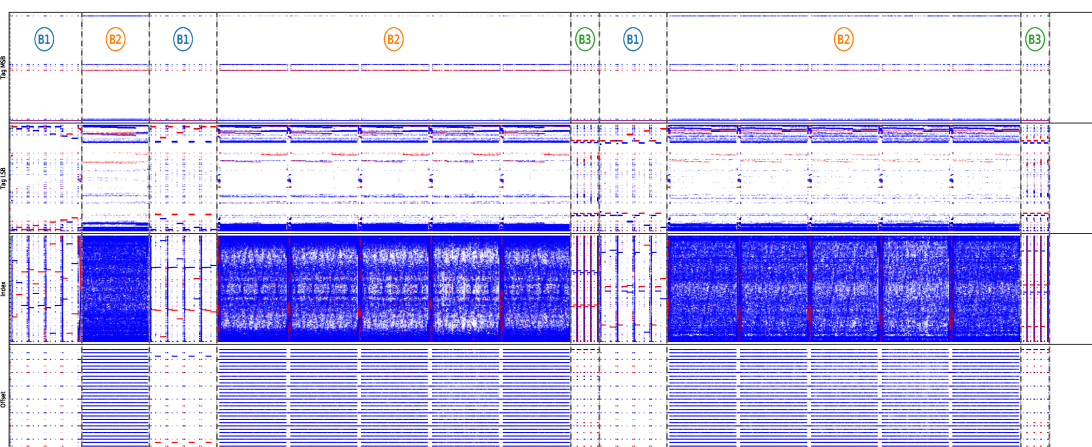 B1 B2 B1 B2 B3 B1 B2 B3
Tag MSB
Tag LSB
Index
Offset